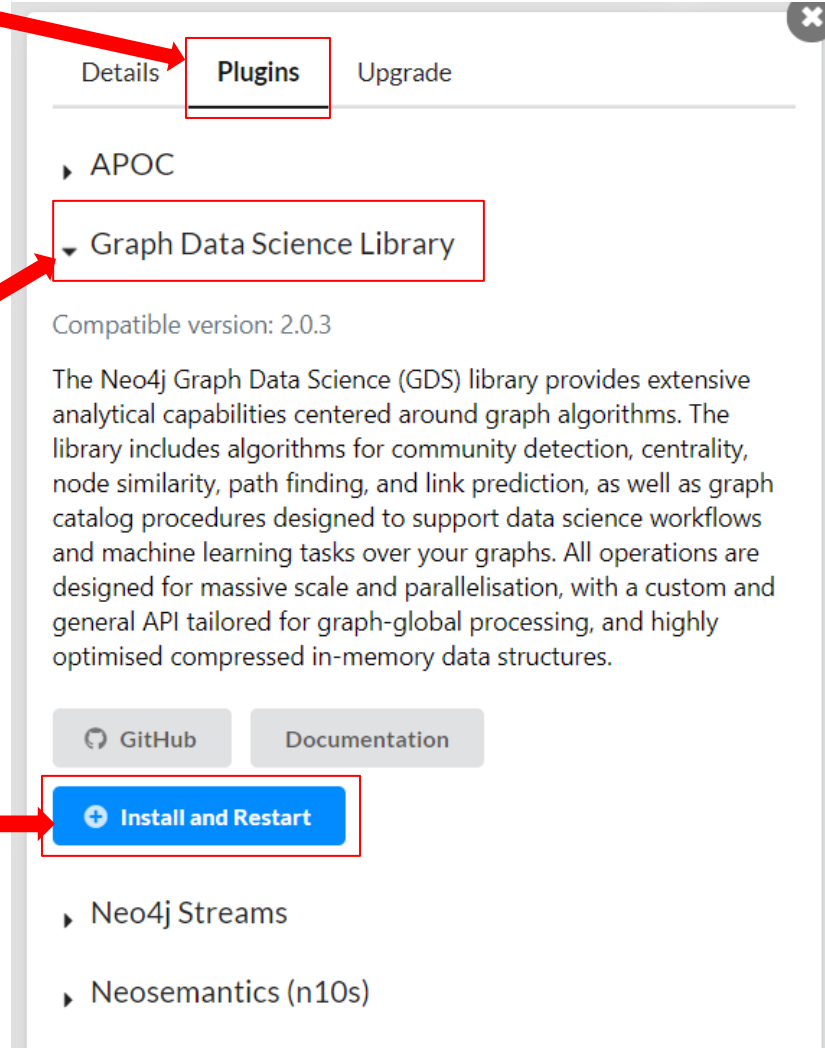 Details Plugins Upgrade
APOC
Graph Data Science Library
Compatible version: 2.0.3
The Neo4j Graph Data Science (GDS) library provides extensive
analytical capabilities centered around graph algorithms. The
library includes algorithms for community detection, centrality,
node similarity, path finding, and link prediction, as well as graph
catalog procedures designed to support data science workflows
and machine learning tasks over your graphs. All operations are
designed for massive scale and parallelisation, with a custom and
general API tailored for graph-global processing, and highly
optimised compressed in-memory data structures.
GitHub Documentation
Install and Restart
Neo4j Streams
Neosemantics (n10s)